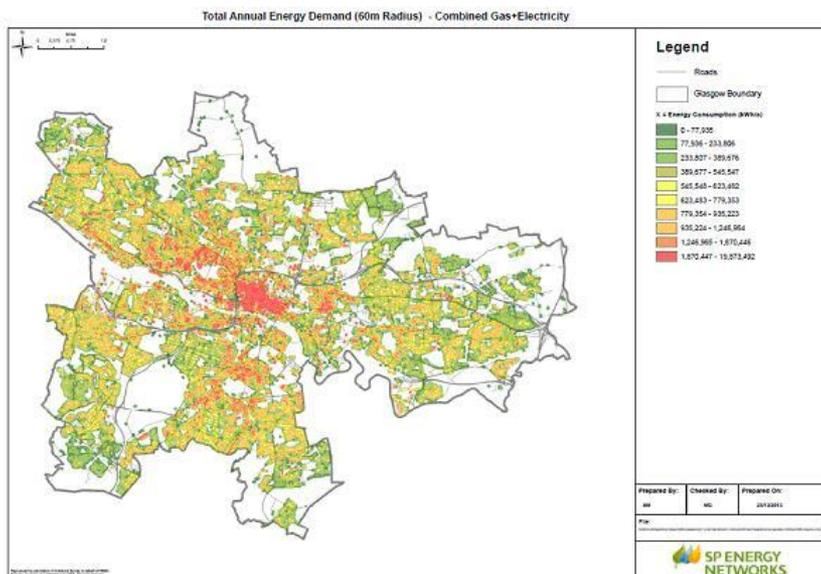 Total Annual Energy Demand (60m Radius) - Combined Gas+Electricity
Legend
Roads
Glasgow Boundary
X = Energy Consumption (kWh/a)
0 - 77,935
77,936 - 233,806
233,807 - 389,676
389,677 - 545,547
545,548 - 623,482
623,483 - 779,353
779,354 - 935,223
935,224 - 1,246,964
1,246,965 - 1,870,446
1,870,447 - 19,873,492
Prepared By:
Checked By:
Prepared On:
File:
SP ENERGY
NETWORKS